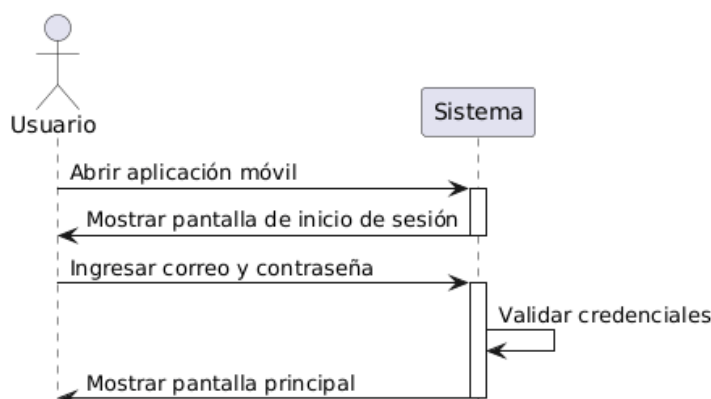 Usuario
Sistema
Abrir aplicación móvil
Mostrar pantalla de inicio de sesión
Ingresar correo y contraseña
Validar credenciales
Mostrar pantalla principal